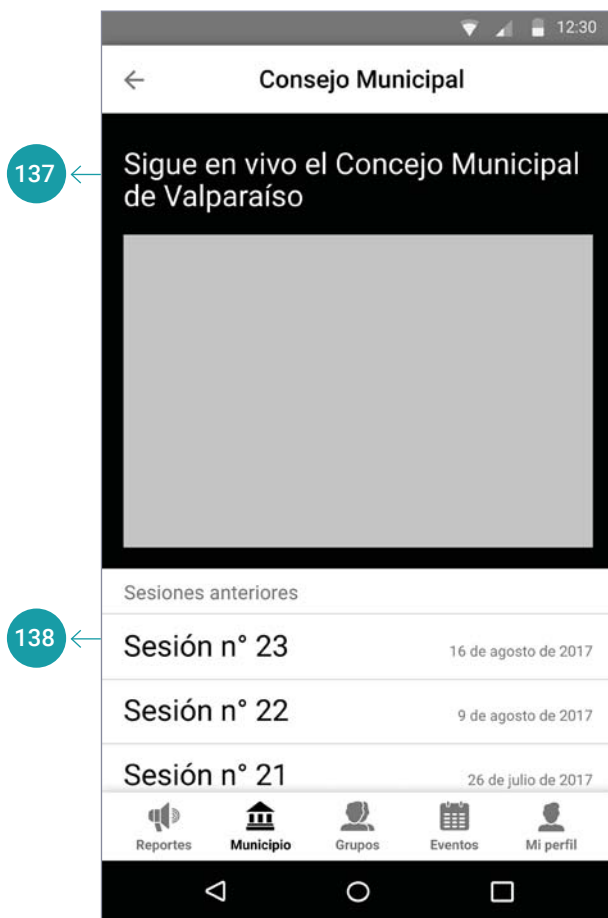 12:30
Consejo Municipal
137
Sigue en vivo el Concejo Municipal
de Valparaíso
Sesiones anteriores
138
Sesión n° 23 16 de agosto de 2017
Sesión n° 22 9 de agosto de 2017
Sesión n° 21 26 de julio de 2017
Reportes Municipio Grupos Eventos Mi perfil